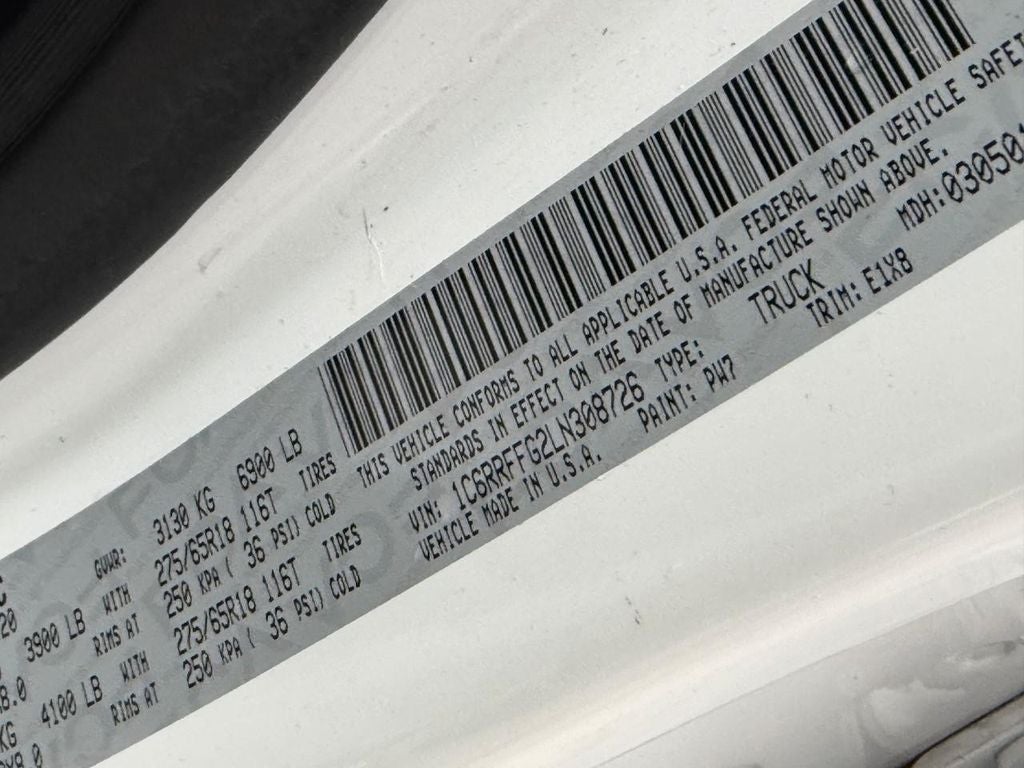 GVWR: 3130 KG 6900 LB
3900 LB WITH 275/65R18 116T TIRES
RIMS AT 250 KPA ( 36 PSI) COLD
KG 4100 LB WITH 275/65R18 116T TIRES
RIMS AT 250 KPA ( 36 PSI) COLD
THIS VEHICLE CONFORMS TO ALL APPLICABLE U.S.A. FEDERAL MOTOR VEHICLE
STANDARDS IN EFFECT ON THE DATE OF MANUFACTURE SHOWN ABOVE.
VIN: 1C6RRFFG2LN308726 TYPE: TRUCK MDH:
VEHICLE MADE IN U.S.A. PAINT: PW7 TRIM: E1X8